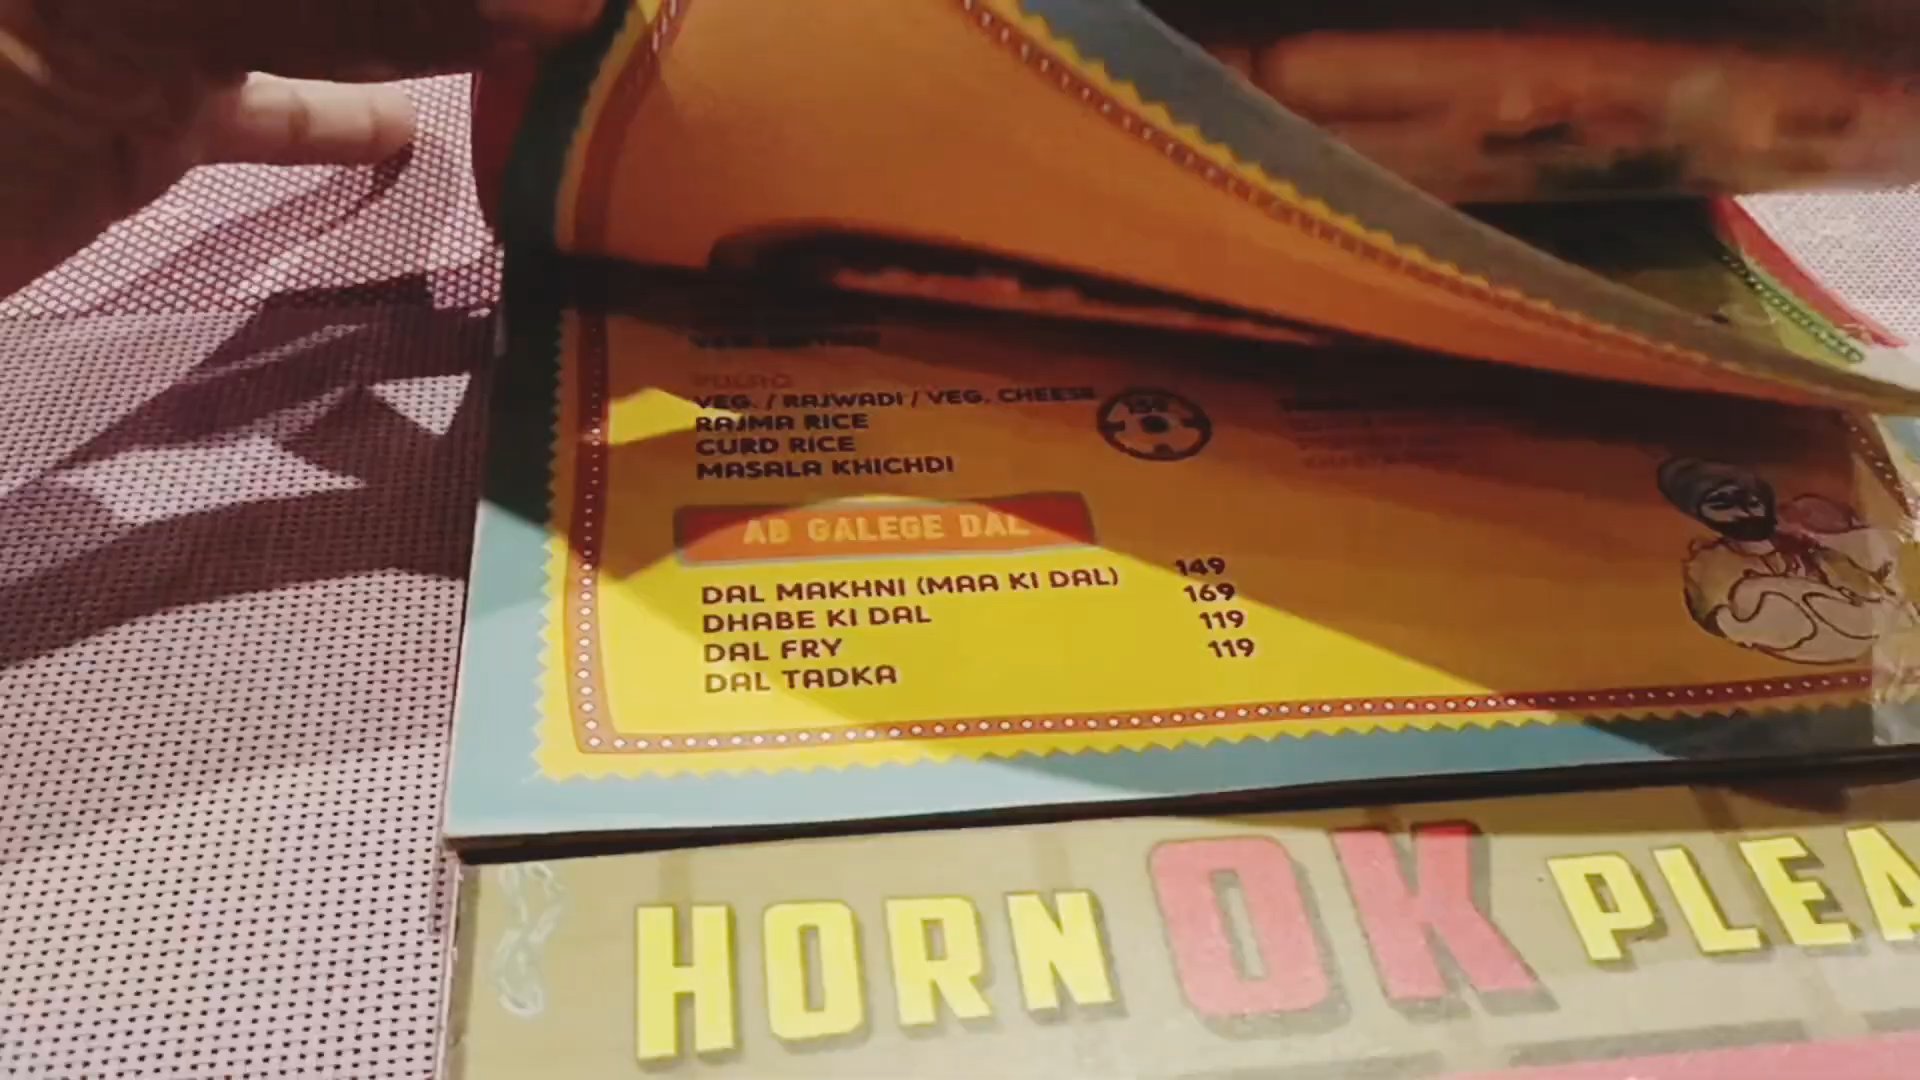 PULAO
VEG. / RAJWADI / VEG. CHEESE
RAJMA RICE
CURD RICE
MASALA KHICHDI
AB GALEGE DAL
DAL MAKHNI (MAA KI DAL) 149
DHABE KI DAL 169
DAL FRY 119
DAL TADKA 119
HORN OK PLEA